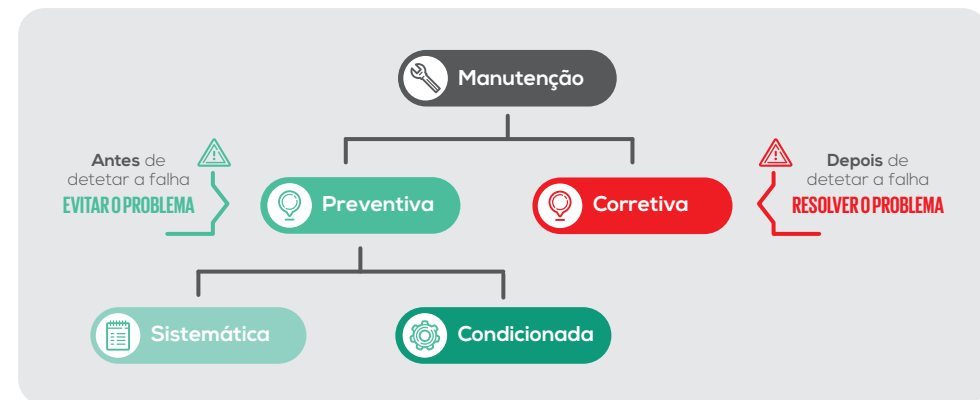 Manutenção
Antes de
detetar a falha
EVITAR O PROBLEMA
Preventiva
Corretiva
Depois de
detetar a falha
RESOLVER O PROBLEMA
Sistemática
Condicionada